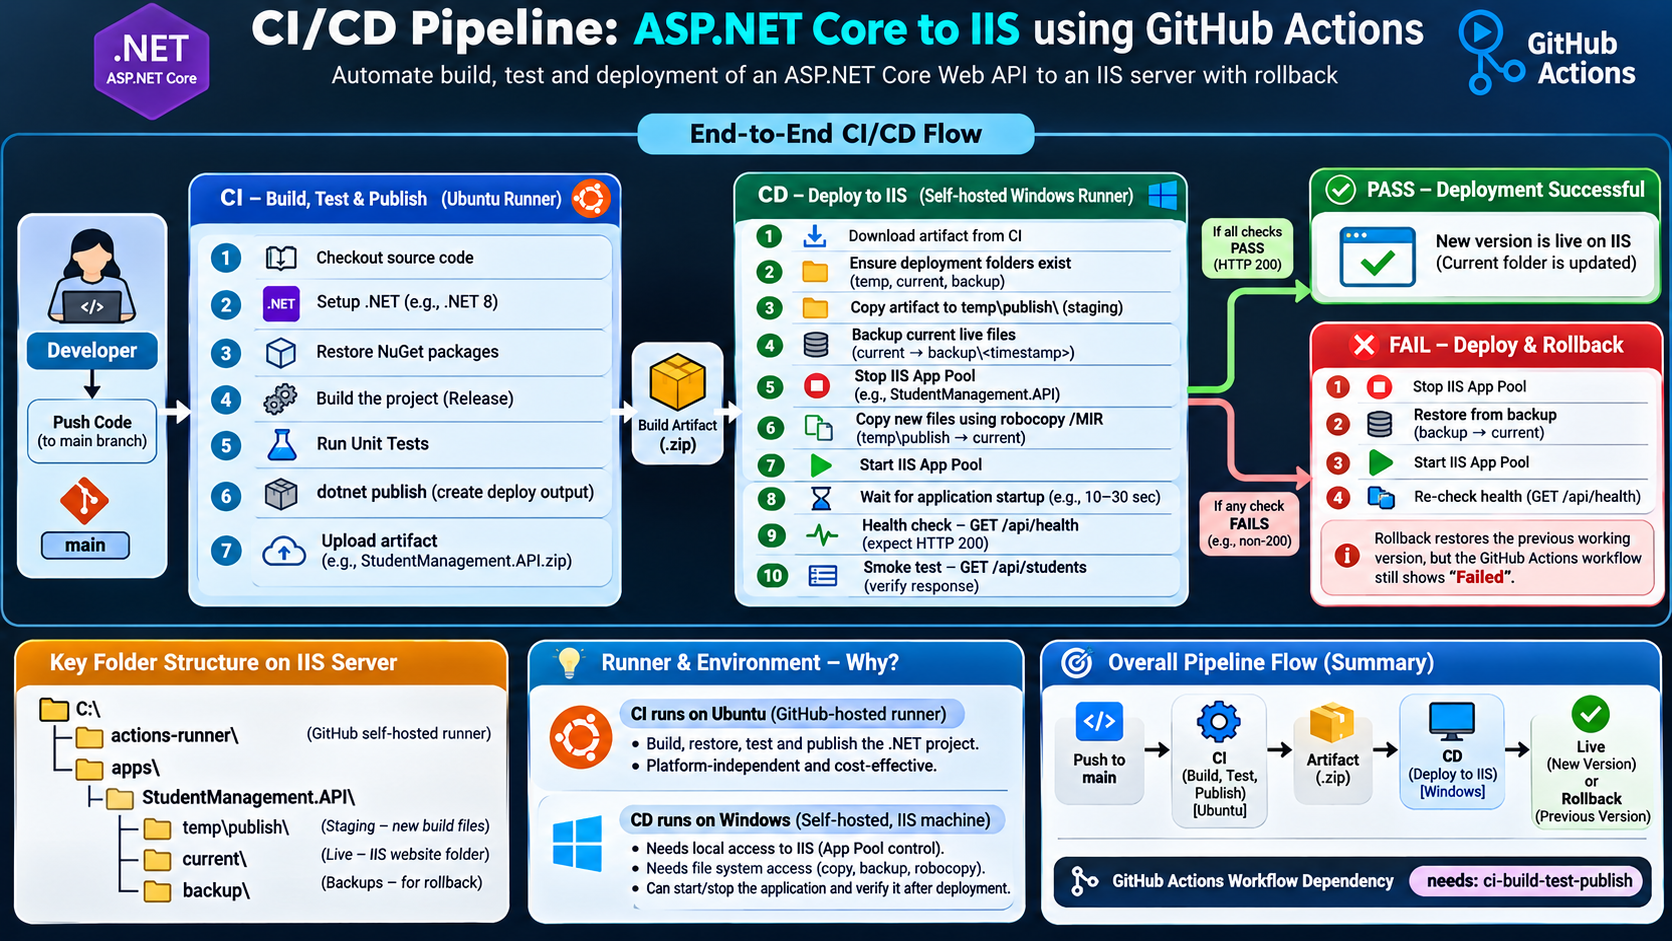 .NET
ASP.NET Core
CI/CD Pipeline: ASP.NET Core to IIS using GitHub Actions
Automate build, test and deployment of an ASP.NET Core Web API to an IIS server with rollback
GitHub
Actions
End-to-End CI/CD Flow
</>
Developer
Push Code
(to main branch)
main
CI – Build, Test & Publish (Ubuntu Runner)
1 Checkout source code
2 .NET Setup .NET (e.g., .NET 8)
3 Restore NuGet packages
4 Build the project (Release)
5 Run Unit Tests
6 dotnet publish (create deploy output)
7 Upload artifact
(e.g., StudentManagement.API.zip)
Build Artifact
(.zip)
CD – Deploy to IIS (Self-hosted Windows Runner)
1 Download artifact from CI
2 Ensure deployment folders exist
(temp, current, backup)
3 Copy artifact to temp\publish\ (staging)
4 Backup current live files
(current → backup\<timestamp>)
5 Stop IIS App Pool
(e.g., StudentManagement.API)
6 Copy new files using robocopy /MIR
(temp\publish → current)
7 Start IIS App Pool
8 Wait for application startup (e.g., 10–30 sec)
9 Health check – GET /api/health
(expect HTTP 200)
10 Smoke test – GET /api/students
(verify response)
If all checks
PASS
(HTTP 200)
If any check
FAILS
(e.g., non-200)
PASS – Deployment Successful
New version is live on IIS
(Current folder is updated)
FAIL – Deploy & Rollback
1 Stop IIS App Pool
2 Restore from backup
(backup → current)
3 Start IIS App Pool
4 Re-check health (GET /api/health)
i Rollback restores the previous working
version, but the GitHub Actions workflow
still shows “Failed”.
Key Folder Structure on IIS Server
C:\
actions-runner\ (GitHub self-hosted runner)
apps\
StudentManagement.API\
temp\publish\ (Staging – new build files)
current\ (Live – IIS website folder)
backup\ (Backups – for rollback)
Runner & Environment – Why?
CI runs on Ubuntu (GitHub-hosted runner)
• Build, restore, test and publish the .NET project.
• Platform-independent and cost-effective.
CD runs on Windows (Self-hosted, IIS machine)
• Needs local access to IIS (App Pool control).
• Needs file system access (copy, backup, robocopy).
• Can start/stop the application and verify it after deployment.
Overall Pipeline Flow (Summary)
</>
Push to
main
CI
(Build, Test,
Publish)
[Ubuntu]
Artifact
(.zip)
CD
(Deploy to IIS)
[Windows]
Live
(New Version)
or
Rollback
(Previous Version)
GitHub Actions Workflow Dependency needs: ci-build-test-publish